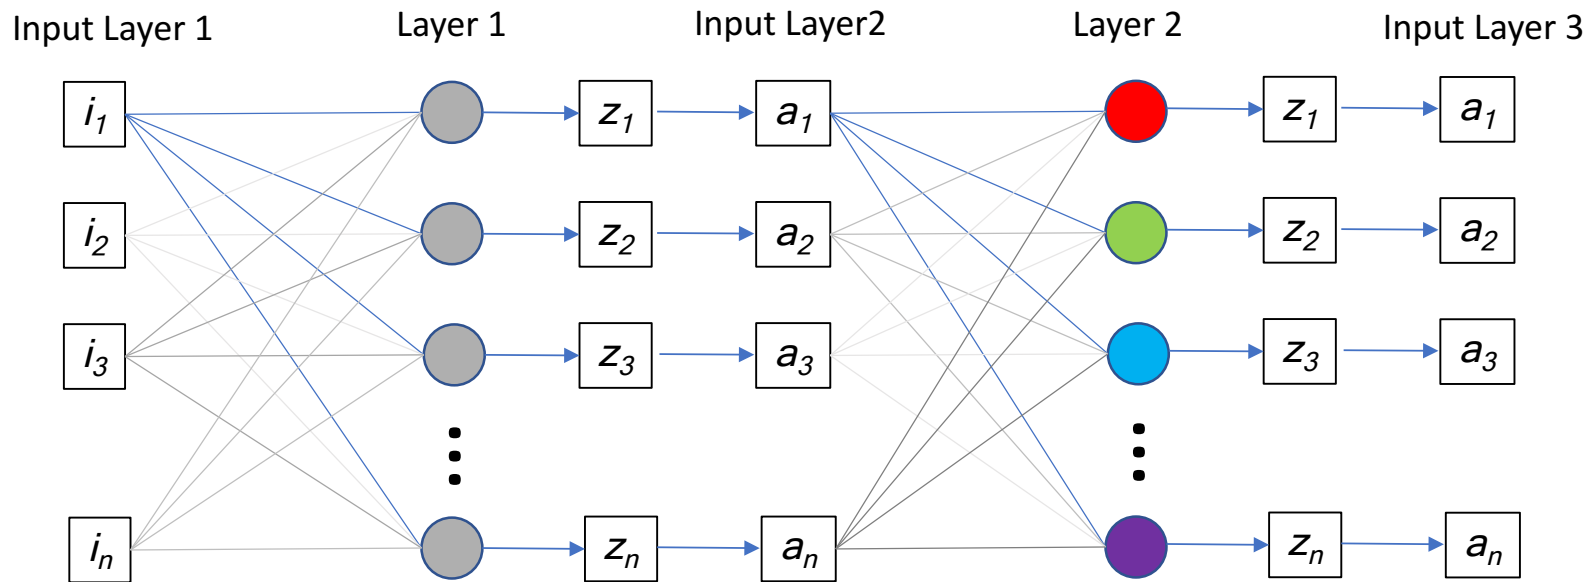 Input Layer 1 Layer 1 Input Layer2 Layer 2 Input Layer 3
i1 z1 a1 z1 a1
i2 z2 a2 z2 a2
i3 z3 a3 z3 a3
in zn an zn an